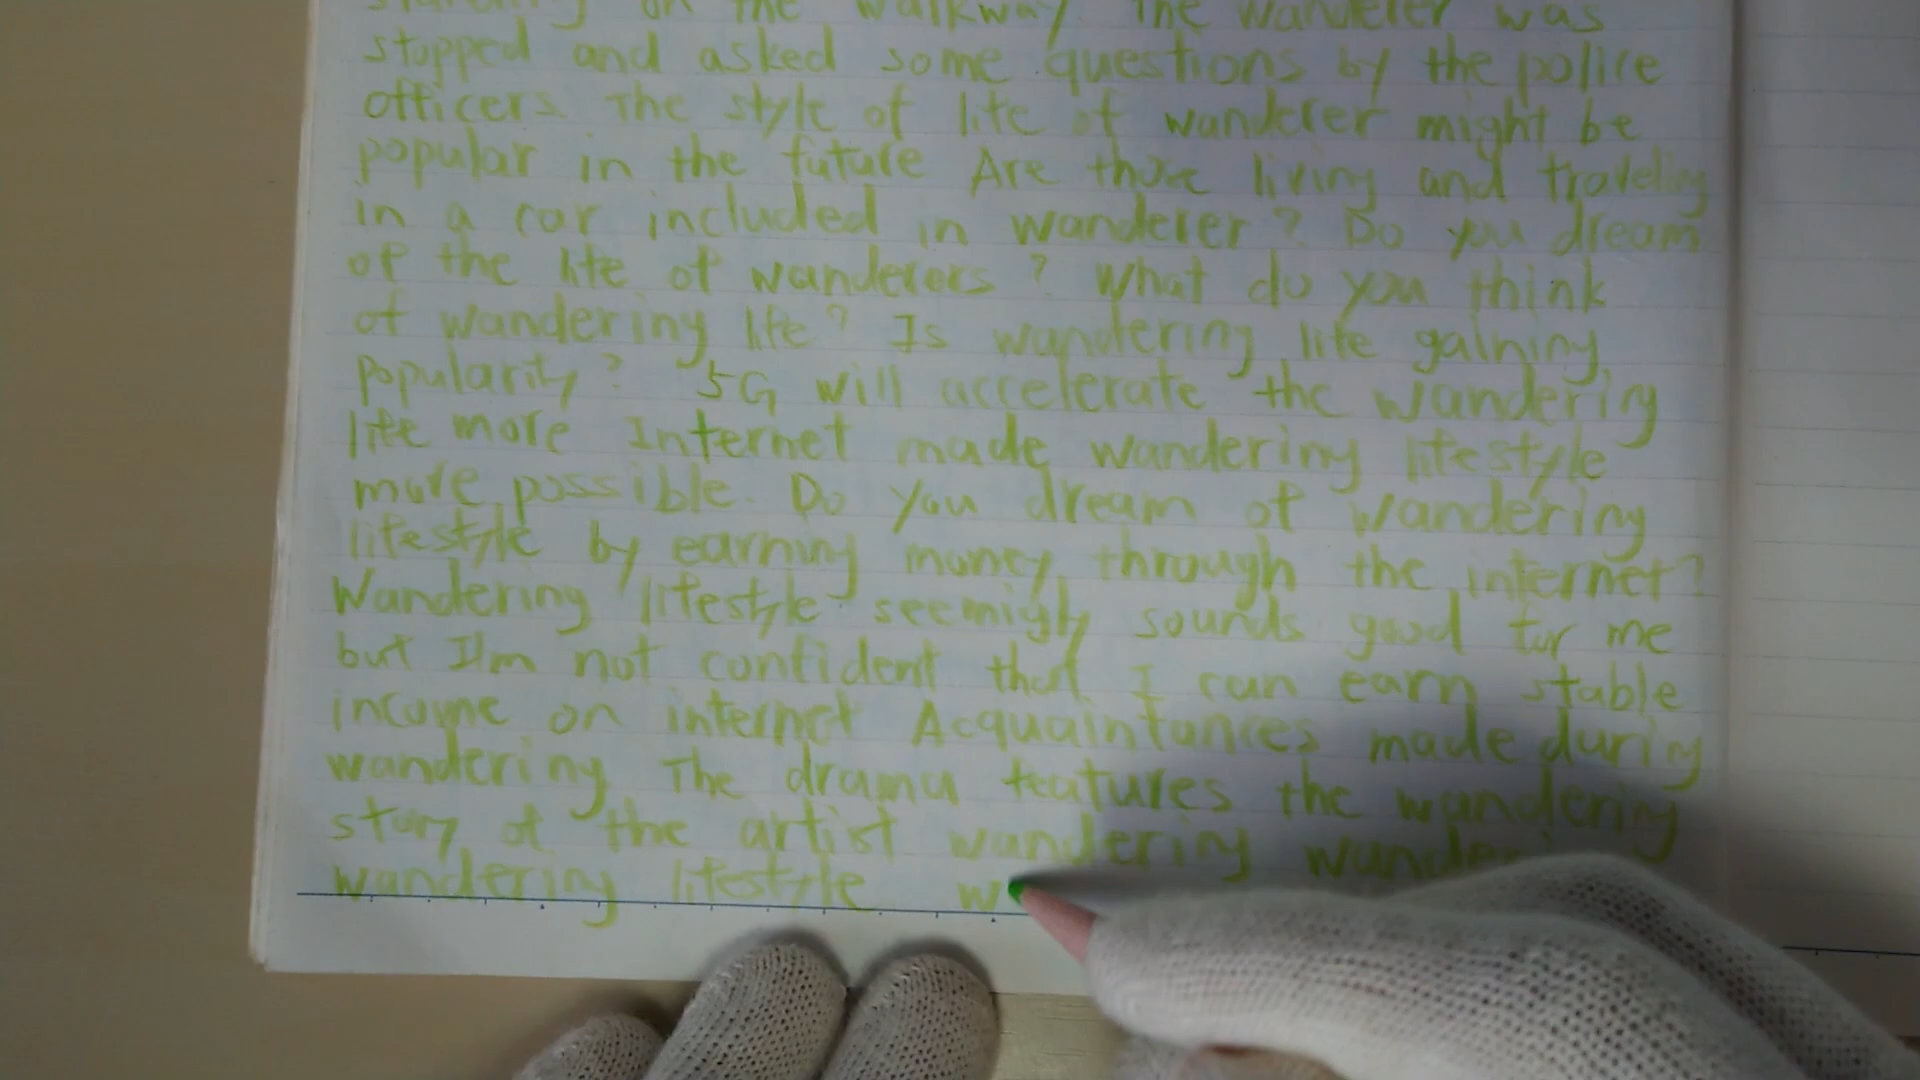 on the walkway. The wanderer was
stopped and asked some questions by the police
officers. The style of life of wanderer might be
popular in the future Are those living and traveling
in a car included in wanderer? Do you dream
of the life of wanderers? What do you think
of wandering life? Is wandering life gaining
popularity? 5G will accelerate the wandering
life more Internet made wandering lifestyle
more possible. Do you dream of wandering
lifestyle by earning money through the internet?
Wandering lifestyle seemigly sounds good for me
but I'm not confident that I can earn stable
income on internet Acquaintances made during
wandering The drama features the wandering
story of the artist wandering
wandering lifestyle w